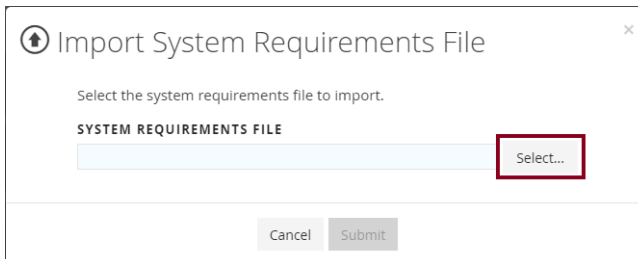 Import System Requirements File
×
Select the system requirements file to import.
SYSTEM REQUIREMENTS FILE
Select...
Cancel Submit